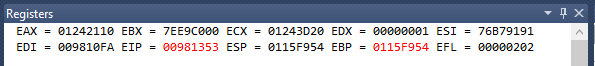 Registers
EAX = 01242110 EBX = 7EE9C000 ECX = 01243D20 EDX = 00000001 ESI = 76B79191
EDI = 009810FA EIP = 00981353 ESP = 0115F954 EBP = 0115F954 EFL = 00000202